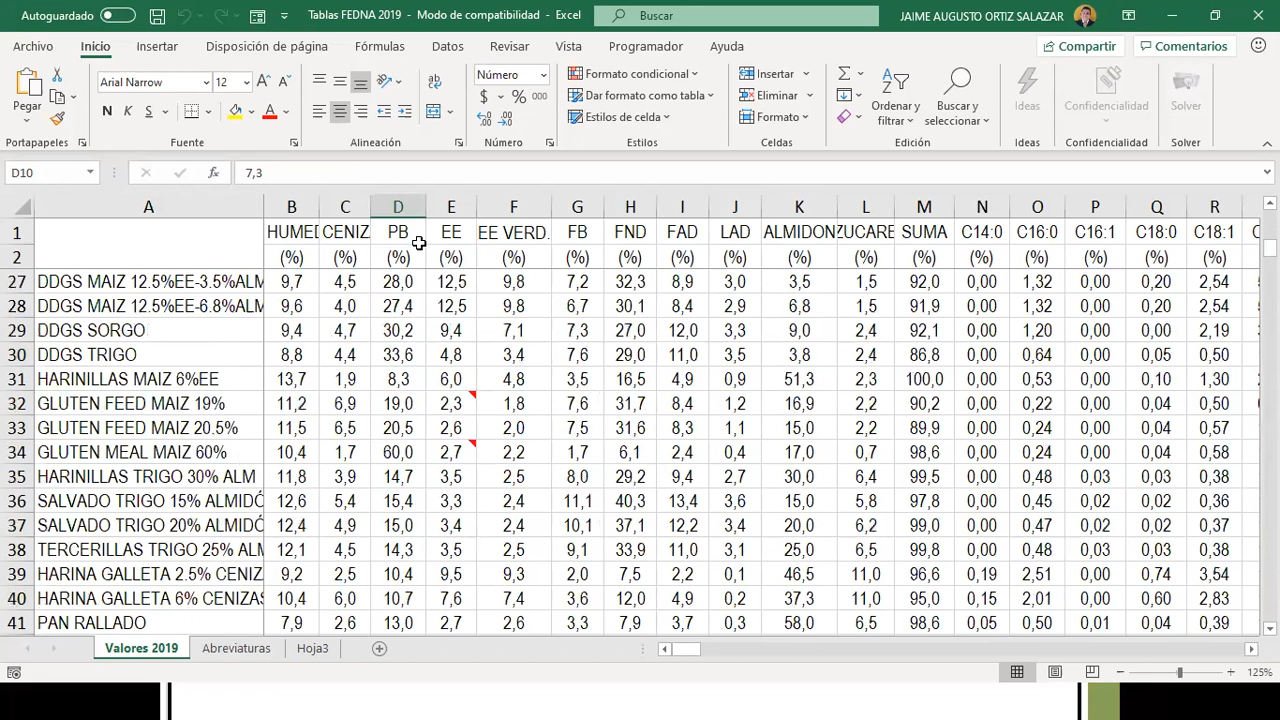 Autoguardado
Tablas FEDNA 2019 - Modo de compatibilidad - Excel
Buscar
JAIME AUGUSTO ORTIZ SALAZAR
Archivo Inicio Insertar Disposición de página Fórmulas Datos Revisar Vista Programador Ayuda Compartir Comentarios
Pegar
Arial Narrow 12
N K S
Número
$ % 000
Formato condicional
Dar formato como tabla
Estilos de celda
Insertar
Eliminar
Formato
Ordenar y filtrar
Buscar y seleccionar
Ideas
Confidencialidad
Solver
Portapapeles Fuente Alineación Número Estilos Celdas Edición Ideas Confidencialidad Solver
D10 fx 7,3
A B C D E F G H I J K L M N O P Q R
1 HUMED CENIZ PB EE EE VERD. FB FND FAD LAD ALMIDON ZUCARE SUMA C14:0 C16:0 C16:1 C18:0 C18:1 C
2 (%) (%) (%) (%) (%) (%) (%) (%) (%) (%) (%) (%) (%) (%) (%) (%) (%)
27 DDGS MAIZ 12.5%EE-3.5%ALM 9,7 4,5 28,0 12,5 9,8 7,2 32,3 8,9 3,0 3,5 1,5 92,0 0,00 1,32 0,00 0,20 2,54
28 DDGS MAIZ 12.5%EE-6.8%ALM 9,6 4,0 27,4 12,5 9,8 6,7 30,1 8,4 2,9 6,8 1,5 91,9 0,00 1,32 0,00 0,20 2,54
29 DDGS SORGO 9,4 4,7 30,2 9,4 7,1 7,3 27,0 12,0 3,3 9,0 2,4 92,1 0,00 1,20 0,00 0,00 2,19
30 DDGS TRIGO 8,8 4,4 33,6 4,8 3,4 7,6 29,0 11,0 3,5 3,8 2,4 86,8 0,00 0,64 0,00 0,05 0,50
31 HARINILLAS MAIZ 6%EE 13,7 1,9 8,3 6,0 4,8 3,5 16,5 4,9 0,9 51,3 2,3 100,0 0,00 0,53 0,00 0,10 1,30
32 GLUTEN FEED MAIZ 19% 11,2 6,9 19,0 2,3 1,8 7,6 31,7 8,4 1,2 16,9 0,2 90,2 0,00 0,22 0,00 0,04 0,50
33 GLUTEN FEED MAIZ 20.5% 11,5 6,5 20,5 2,6 2,0 7,5 31,6 8,3 1,1 15,0 0,2 89,9 0,00 0,24 0,00 0,04 0,57
34 GLUTEN MEAL MAIZ 60% 10,4 1,7 60,0 2,7 2,2 1,7 6,1 2,4 0,4 17,0 0,7 98,6 0,00 0,24 0,00 0,04 0,58
35 HARINILLAS TRIGO 30% ALM 11,8 3,9 14,7 3,5 2,5 8,0 29,2 9,4 2,7 30,0 6,4 99,5 0,00 0,48 0,03 0,03 0,38
36 SALVADO TRIGO 15% ALMIDÓ 12,6 5,4 15,4 3,3 2,4 11,1 40,3 13,4 3,6 15,0 5,8 97,8 0,00 0,45 0,02 0,03 0,36
37 SALVADO TRIGO 20% ALMIDÓ 12,4 4,9 15,0 3,4 2,4 10,1 37,1 12,2 3,4 20,0 6,2 99,0 0,00 0,47 0,02 0,03 0,37
38 TERCERILLAS TRIGO 25% ALM 12,1 4,5 14,3 3,5 2,5 9,1 33,9 11,0 3,1 25,0 6,5 99,8 0,00 0,48 0,03 0,03 0,38
39 HARINA GALLETA 2.5% CENIZ 9,2 2,5 10,4 9,5 9,3 2,0 7,5 2,2 0,1 46,5 11,0 96,6 0,19 2,51 0,00 0,74 3,54
40 HARINA GALLETA 6% CENIZAS 10,4 6,0 10,7 7,6 7,4 3,6 12,0 4,9 0,2 37,3 11,0 95,0 0,15 2,01 0,00 0,60 2,83
41 PAN RALLADO 7,9 2,6 13,0 2,7 2,6 3,3 7,9 3,7 0,3 58,0 6,5 98,6 0,05 0,50 0,01 0,04 0,39
Valores 2019 Abreviaturas Hoja3
125%